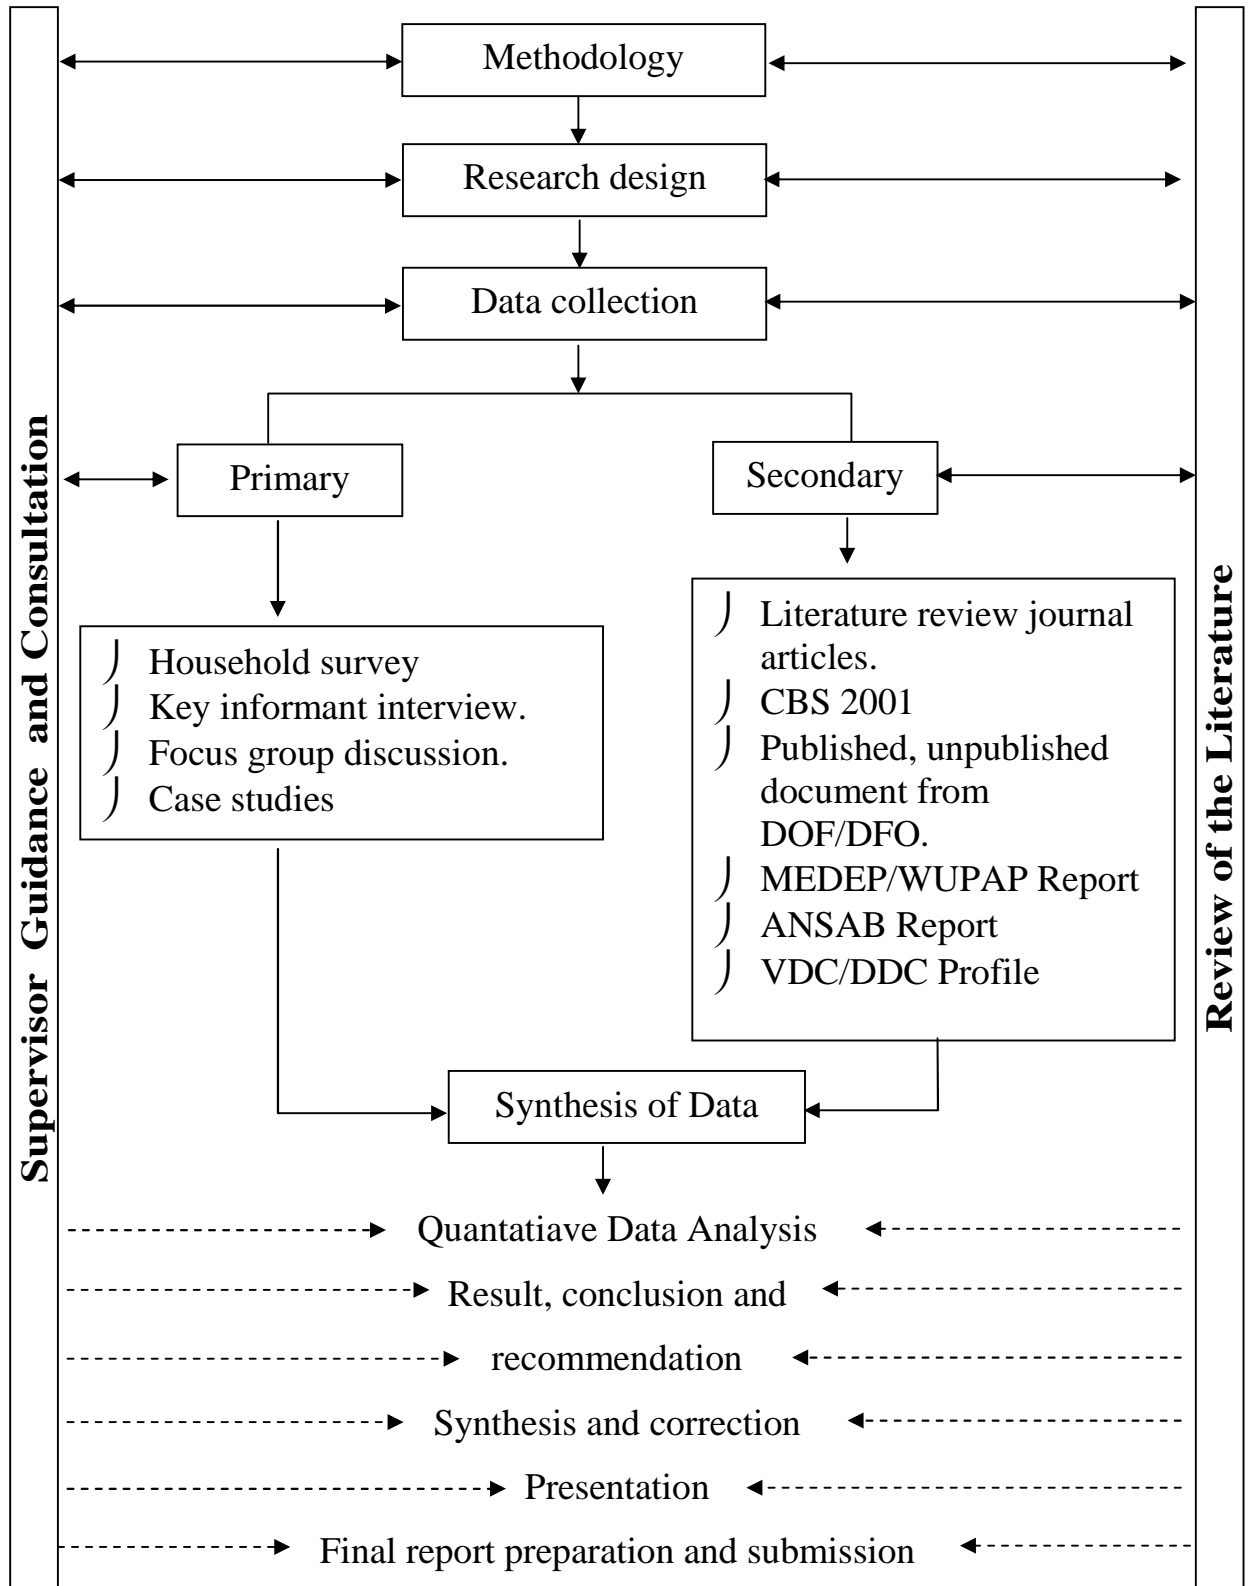 Methodology
Research design
Data collection
Primary
Secondary
Household survey
Key informant interview.
Focus group discussion.
Case studies
Literature review journal
articles.
CBS 2001
Published, unpublished
document from
DOF/DFO.
MEDEP/WUPAP Report
ANSAB Report
VDC/DDC Profile
Synthesis of Data
Quantatiave Data Analysis
Result, conclusion and
recommendation
Synthesis and correction
Presentation
Final report preparation and submission
Supervisor Guidance and Consultation
Review of the Literature